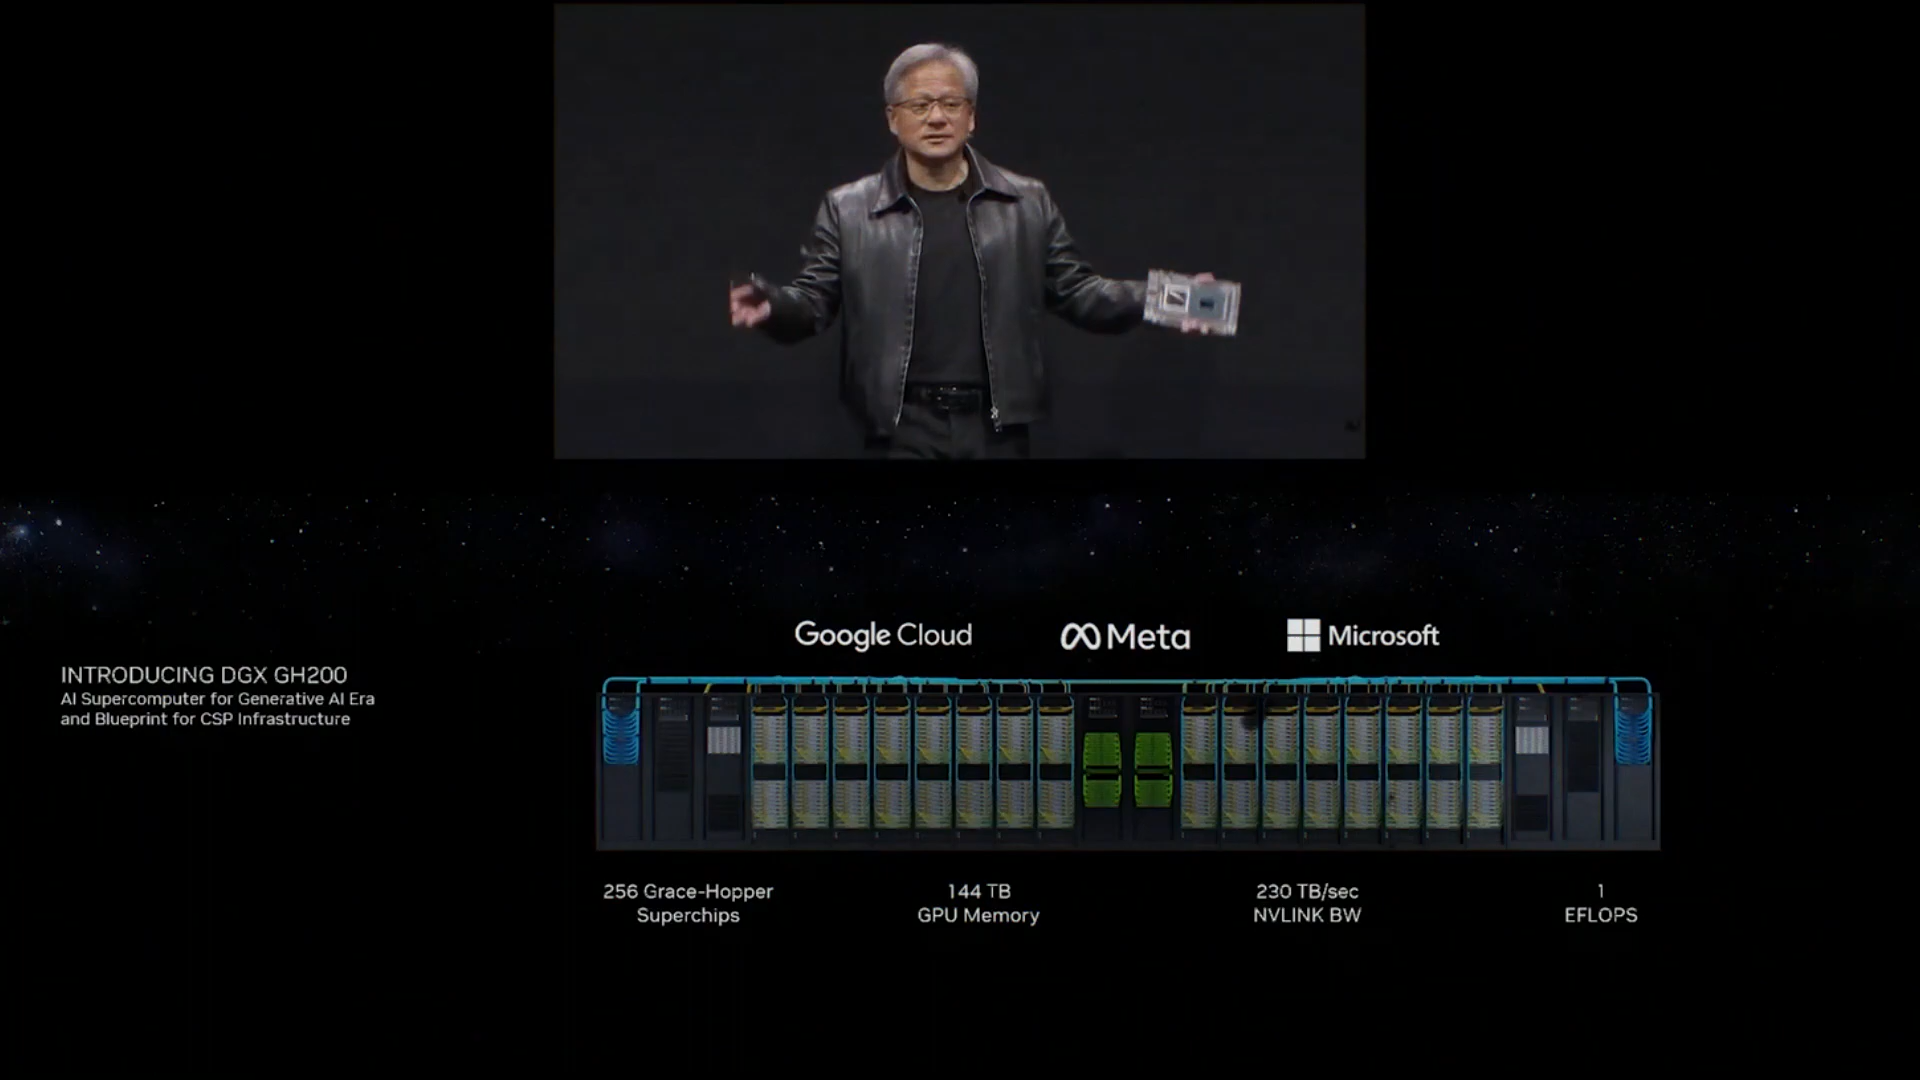 Google Cloud
Meta
Microsoft
INTRODUCING DGX GH200
AI Supercomputer for Generative AI Era
and Blueprint for CSP Infrastructure
256 Grace-Hopper
Superchips
144 TB
GPU Memory
230 TB/sec
NVLINK BW
1
EFLOPS